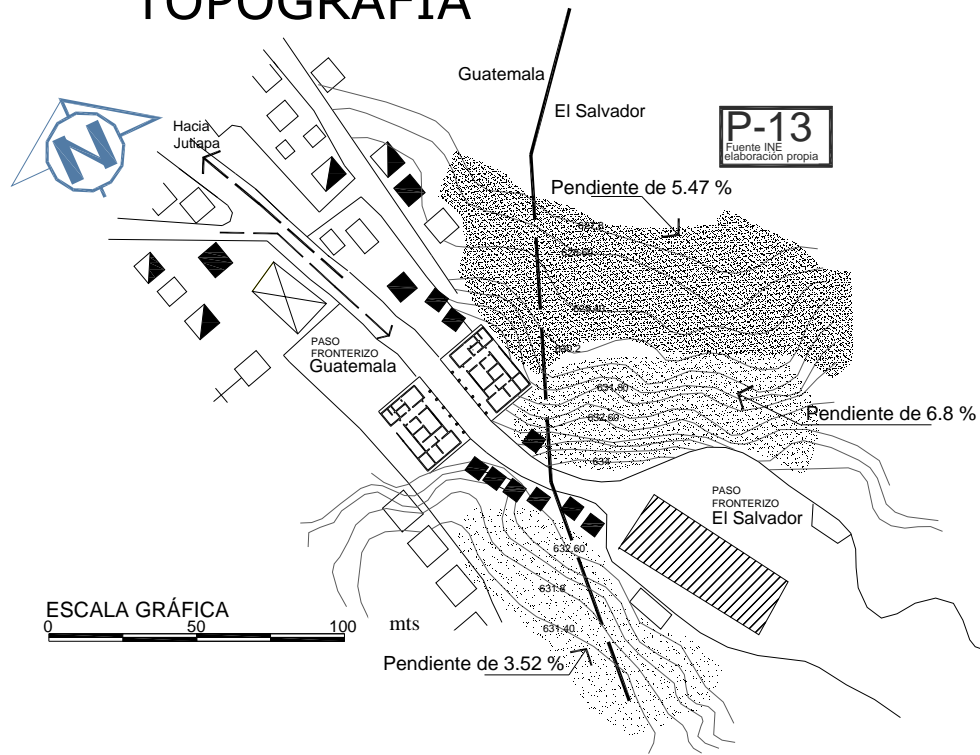 TOPOGRAFIA
Guatemala
El Salvador
P-13
Fuente INE
elaboración propia
N
Hacia
Jutiapa
Pendiente de 5.47 %
PASO
FRONTERIZO
Guatemala
631.60
632.60
634
Pendiente de 6.8 %
PASO
FRONTERIZO
El Salvador
632.60
631.8
631.40
ESCALA GRÁFICA
0 50 100 mts
Pendiente de 3.52 %